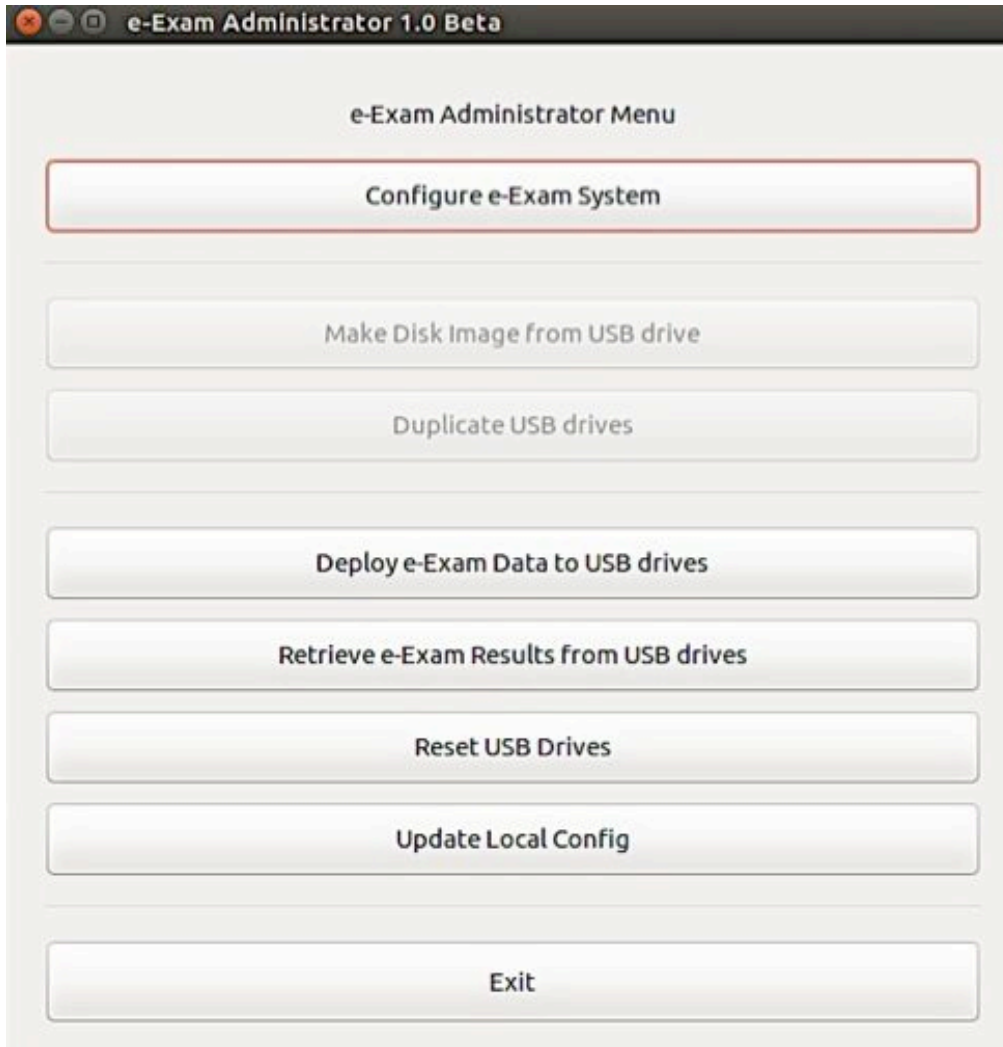 e-Exam Administrator 1.0 Beta
e-Exam Administrator Menu
Configure e-Exam System
Make Disk Image from USB drive
Duplicate USB drives
Deploy e-Exam Data to USB drives
Retrieve e-Exam Results from USB drives
Reset USB Drives
Update Local Config
Exit